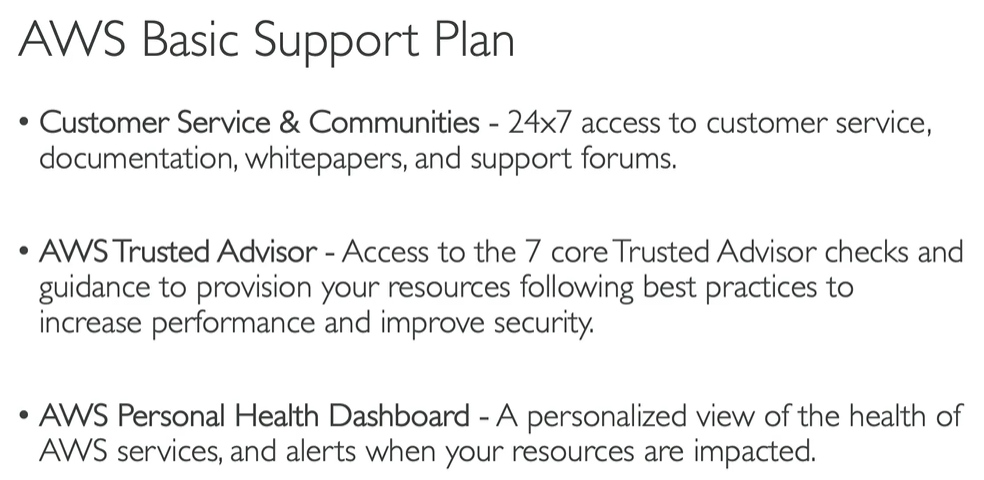 AWS Basic Support Plan
• Customer Service & Communities - 24x7 access to customer service,
documentation, whitepapers, and support forums.
• AWS Trusted Advisor - Access to the 7 core Trusted Advisor checks and
guidance to provision your resources following best practices to
increase performance and improve security.
• AWS Personal Health Dashboard - A personalized view of the health of
AWS services, and alerts when your resources are impacted.